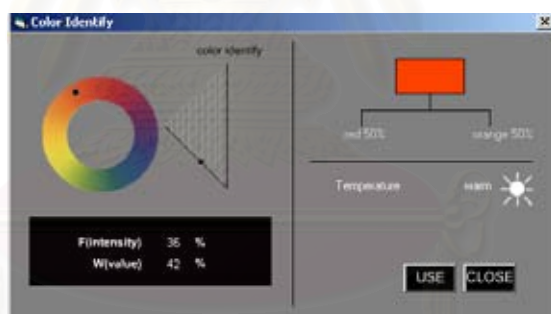 Color Identify
color identify
red 50%
orange 50%
Temperature warm
F(intensity) 36 %
W(value) 42 %
USE CLOSE